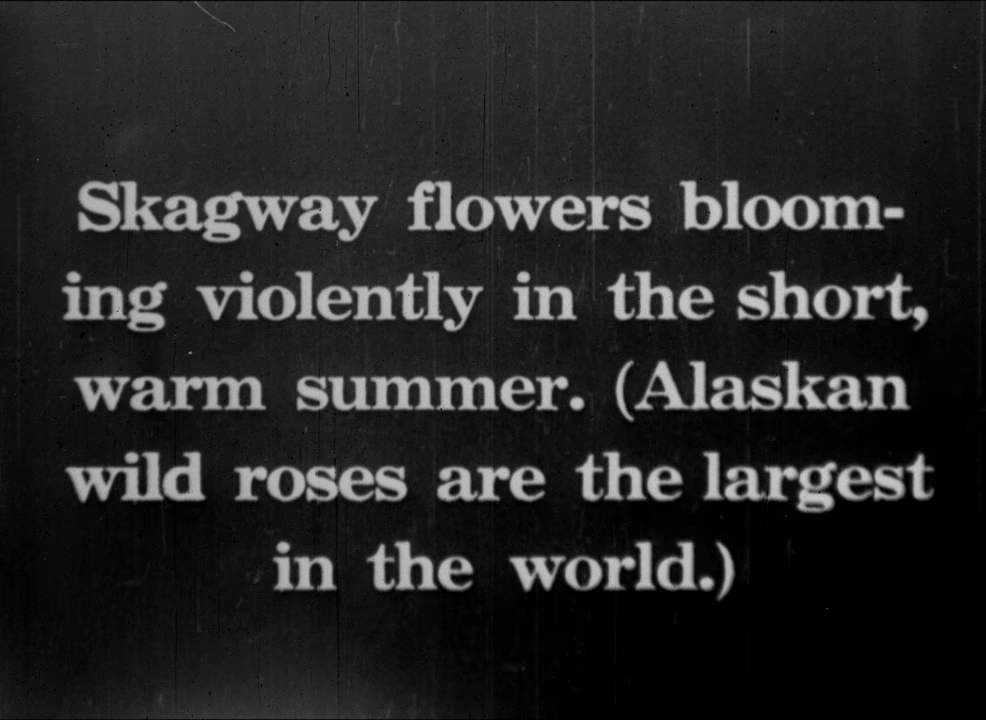 Skagway flowers bloom-
ing violently in the short,
warm summer. (Alaskan
wild roses are the largest
in the world.)